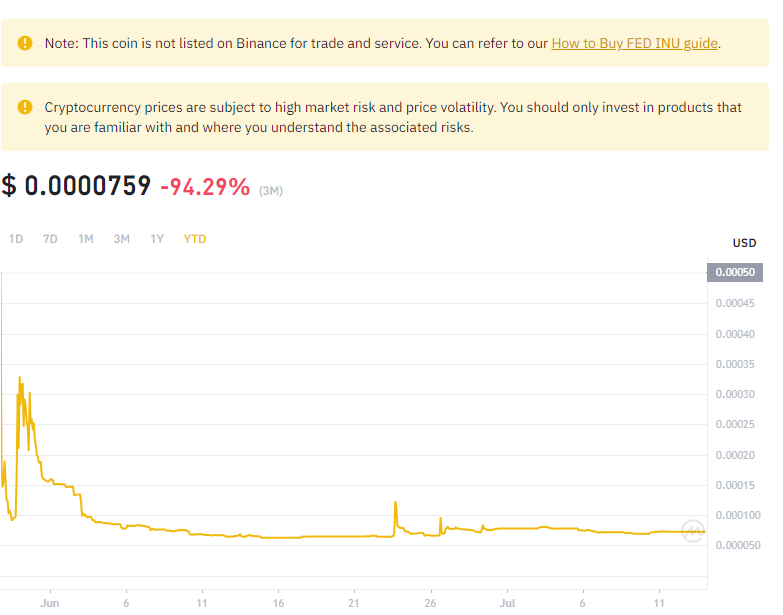 Note: This coin is not listed on Binance for trade and service. You can refer to our How to Buy FED INU guide.
Cryptocurrency prices are subject to high market risk and price volatility. You should only invest in products that
you are familiar with and where you understand the associated risks.
$ 0.0000759 -94.29% (3M)
1D 7D 1M 3M 1Y YTD
USD
0.00050
0.00045
0.00040
0.00035
0.00030
0.00025
0.00020
0.00015
0.000100
0.000050
Jun 6 11 16 21 26 Jul 6 11